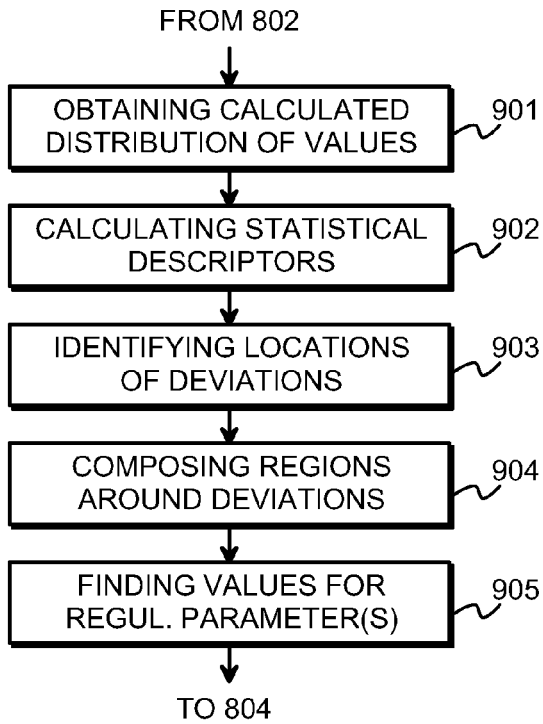 FROM 802
OBTAINING CALCULATED
DISTRIBUTION OF VALUES
901
CALCULATING STATISTICAL
DESCRIPTORS
902
IDENTIFYING LOCATIONS
OF DEVIATIONS
903
COMPOSING REGIONS
AROUND DEVIATIONS
904
FINDING VALUES FOR
REGUL. PARAMETER(S)
905
TO 804